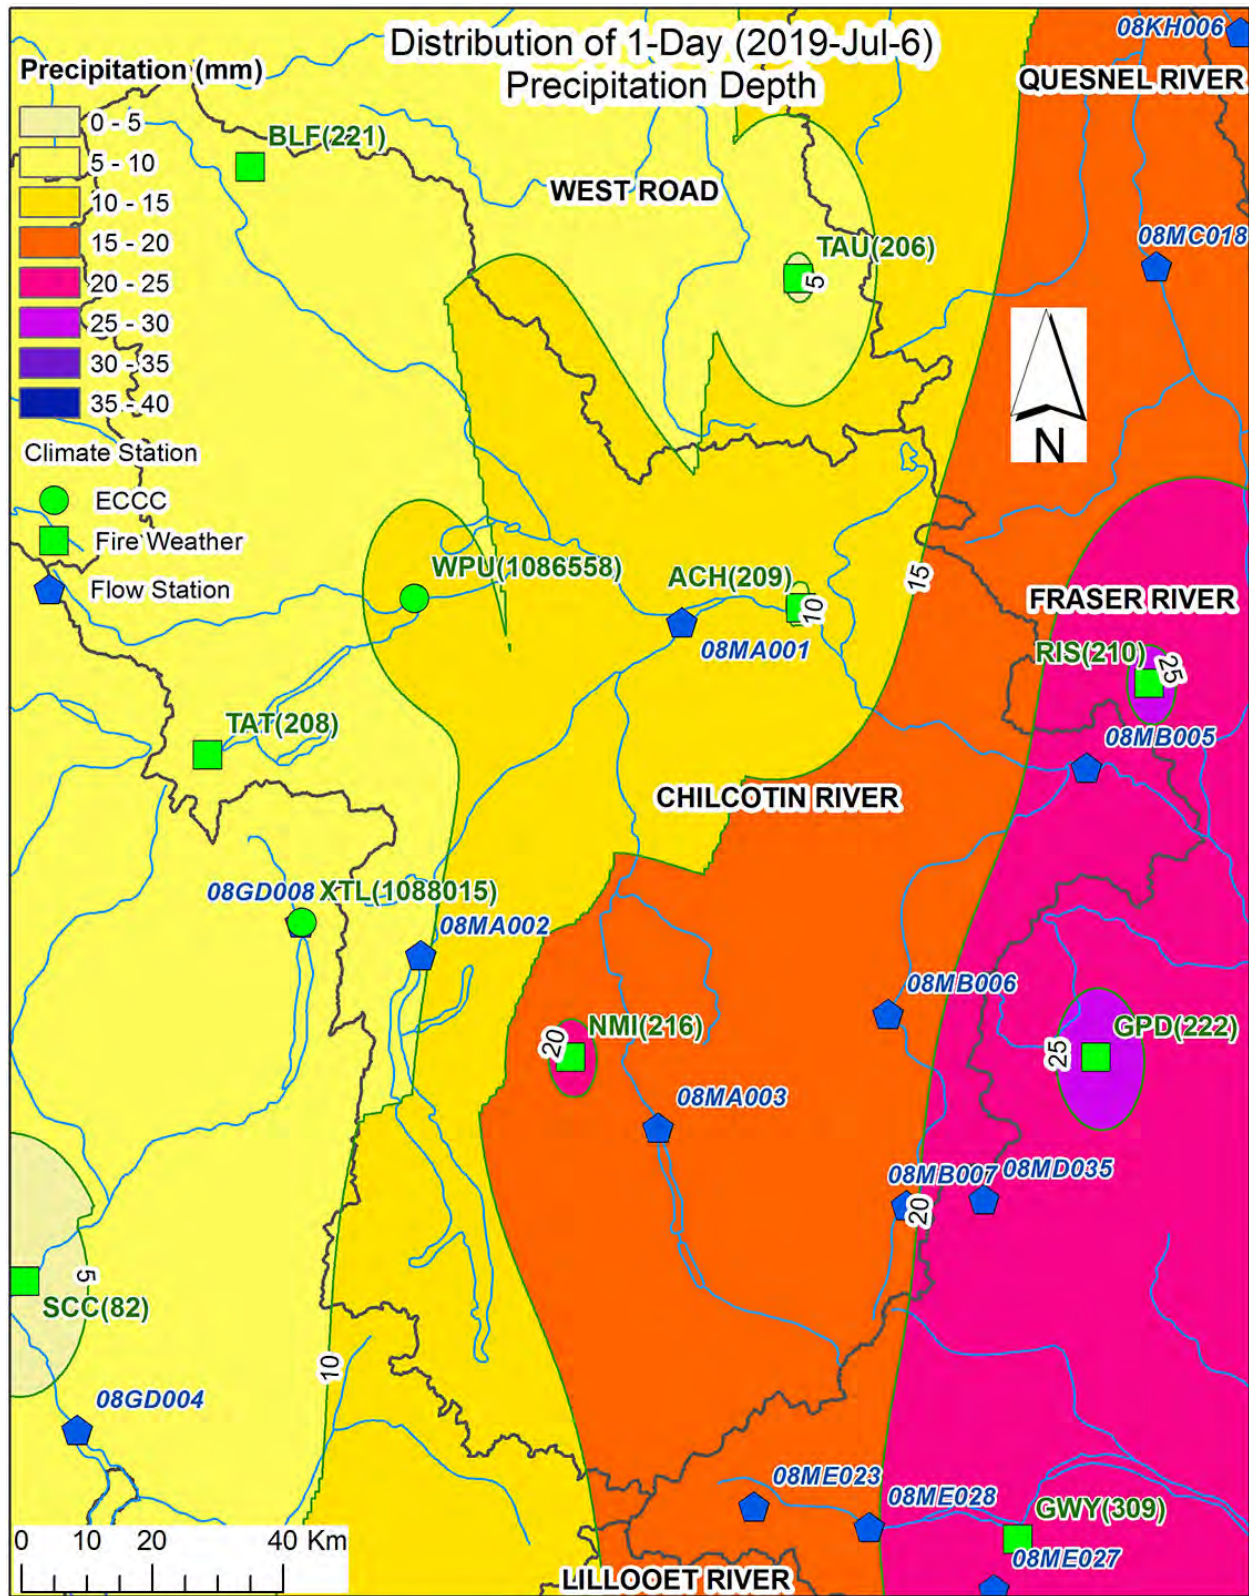 Distribution of 1-Day (2019-Jul-6)
Precipitation Depth
08KH006
QUESNEL RIVER
Precipitation (mm)
0 - 5
5 - 10
10 - 15
15 - 20
20 - 25
25 - 30
30 - 35
35 - 40
Climate Station
ECCC
Fire Weather
Flow Station
BLF(221)
WEST ROAD
08MC018
TAU(206)
5
N
WPU(1086558)
ACH(209)
10
15
FRASER RIVER
08MA001
RIS(210)
25
TAT(208)
08MB005
CHILCOTIN RIVER
08GD008
XTL(1088015)
08MA002
08MB006
NMI(216)
20
GPD(222)
25
08MA003
08MB007
08MD035
20
5
SCC(82)
10
08GD004
08ME023
08ME028
GWY(309)
0 10 20 40 Km
08ME027
LILLOOET RIVER